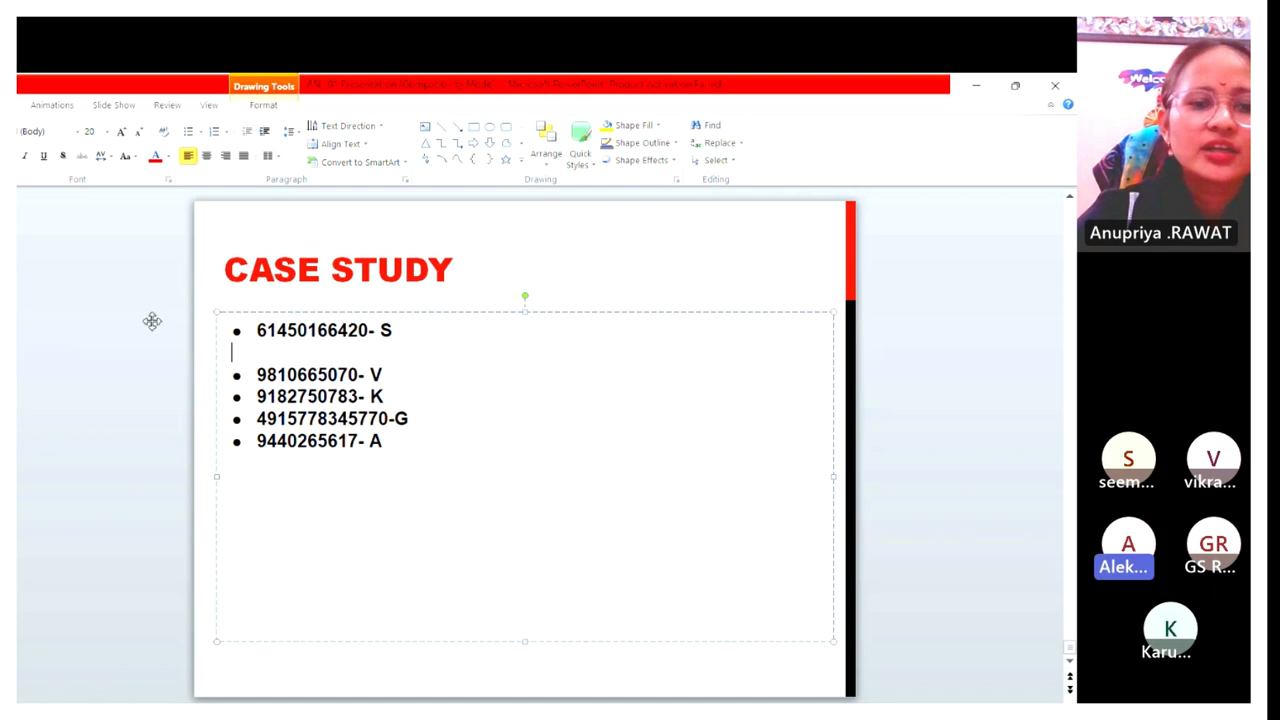 Drawing Tools
Animations
Slide Show
Review
View
Format
(Body)
20
Text Direction
Align Text
Convert to SmartArt
Arrange
Quick
Styles
Shape Fill
Shape Outline
Shape Effects
Find
Replace
Select
Font
Paragraph
Drawing
Editing
CASE STUDY
● 61450166420- S
● 9810665070- V
● 9182750783- K
● 4915778345770-G
● 9440265617- A
Anupriya .RAWAT
S
seem...
V
vikra...
A
Alek...
GR
GS R...
K
Karu...